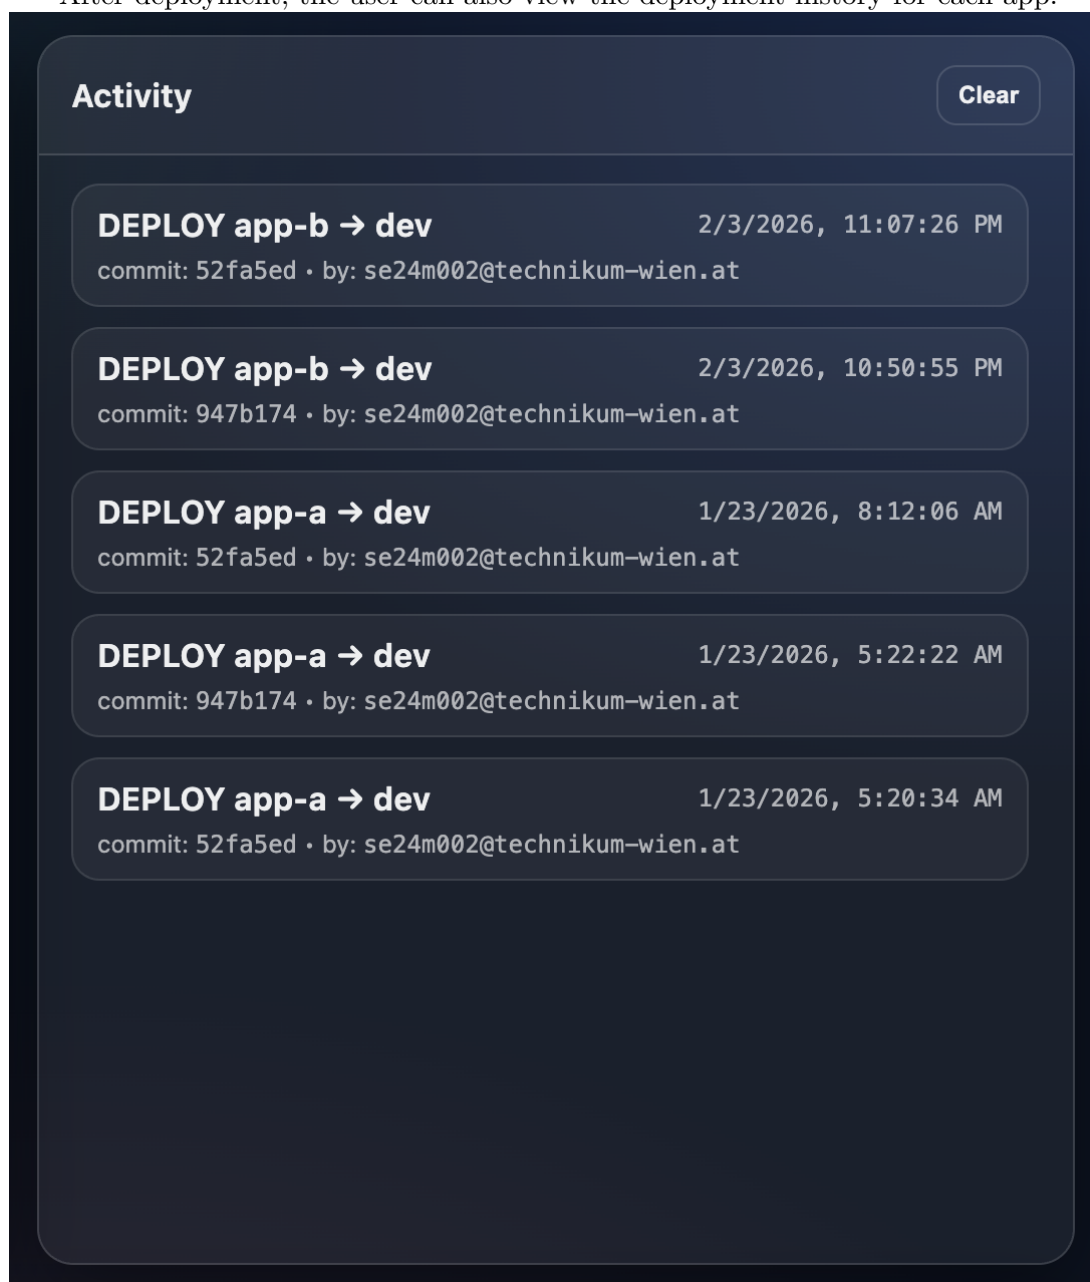 After deployment, the user can also view the deployment history for each app.
Activity
Clear
DEPLOY app-b → dev
2/3/2026, 11:07:26 PM
commit: 52fa5ed • by: se24m002@technikum-wien.at
DEPLOY app-b → dev
2/3/2026, 10:50:55 PM
commit: 947b174 • by: se24m002@technikum-wien.at
DEPLOY app-a → dev
1/23/2026, 8:12:06 AM
commit: 52fa5ed • by: se24m002@technikum-wien.at
DEPLOY app-a → dev
1/23/2026, 5:22:22 AM
commit: 947b174 • by: se24m002@technikum-wien.at
DEPLOY app-a → dev
1/23/2026, 5:20:34 AM
commit: 52fa5ed • by: se24m002@technikum-wien.at